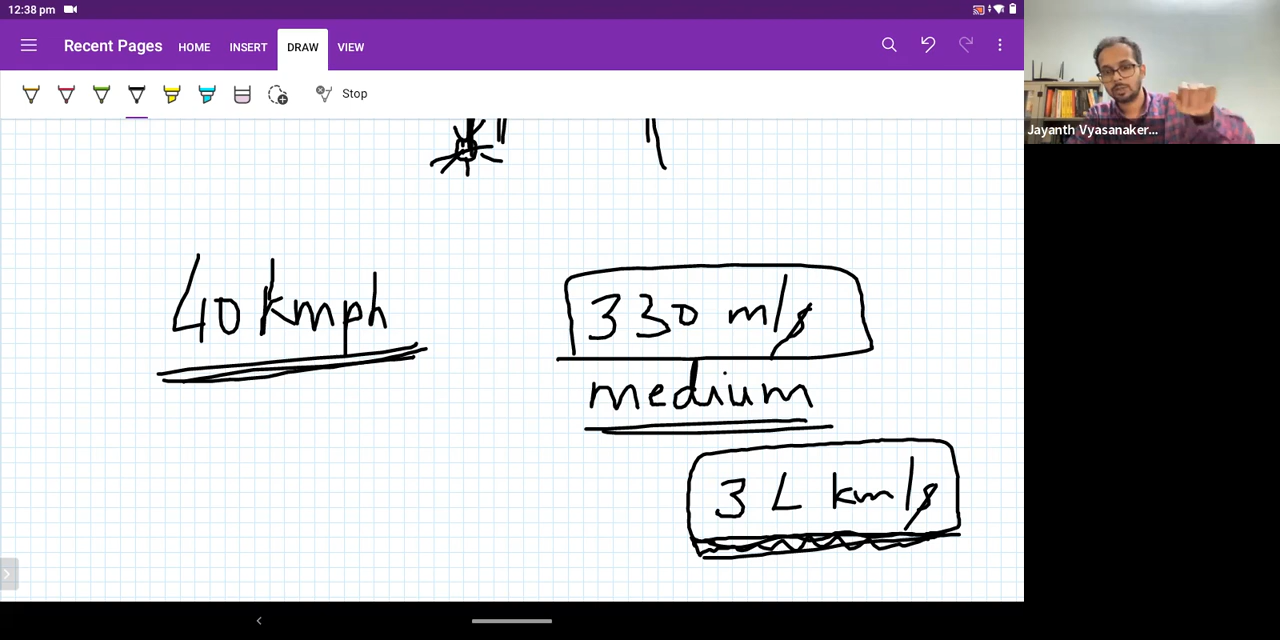 12:38 pm
Recent Pages HOME INSERT DRAW VIEW
Stop
Jayanth Vyasanaker...
40 kmph
330 m/s
medium
3 L km/s